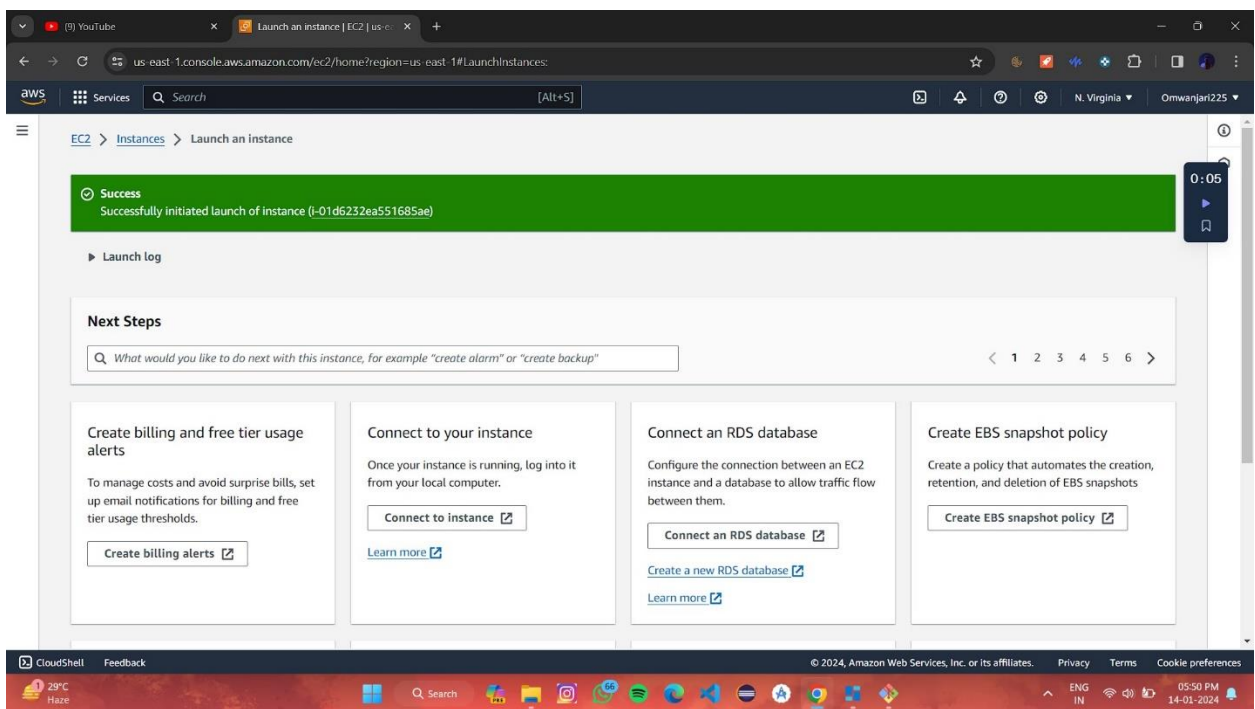 (9) YouTube
Launch an instance | EC2 | us-e
us-east-1.console.aws.amazon.com/ec2/home?region=us-east-1#LaunchInstances:
aws
Services
Search
[Alt+S]
N. Virginia
Omwanjari225
EC2 > Instances > Launch an instance
Success
Successfully initiated launch of instance (i-01d6232ea551685ae)
0:05
Launch log
Next Steps
What would you like to do next with this instance, for example "create alarm" or "create backup"
1 2 3 4 5 6
Create billing and free tier usage
alerts
To manage costs and avoid surprise bills, set
up email notifications for billing and free
tier usage thresholds.
Create billing alerts
Connect to your instance
Once your instance is running, log into it
from your local computer.
Connect to instance
Learn more
Connect an RDS database
Configure the connection between an EC2
instance and a database to allow traffic flow
between them.
Connect an RDS database
Create a new RDS database
Learn more
Create EBS snapshot policy
Create a policy that automates the creation,
retention, and deletion of EBS snapshots
Create EBS snapshot policy
CloudShell
Feedback
© 2024, Amazon Web Services, Inc. or its affiliates.
Privacy
Terms
Cookie preferences
1
29°C
Haze
Search
PRE
66
ENG
IN
05:50 PM
14-01-2024